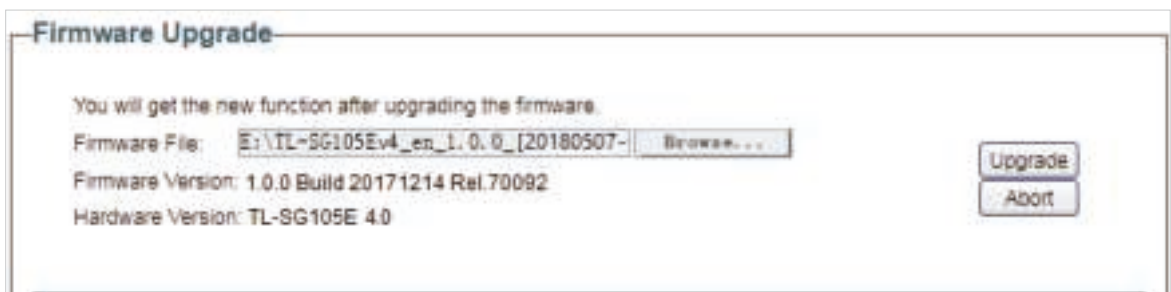 Firmware Upgrade
You will get the new function after upgrading the firmware.
Firmware File: E:\TL-SG105Ev4_en_1.0.0_[20180507- Browse...
Firmware Version: 1.0.0 Build 20171214 Rel.70092
Hardware Version: TL-SG105E 4.0
Upgrade
Abort